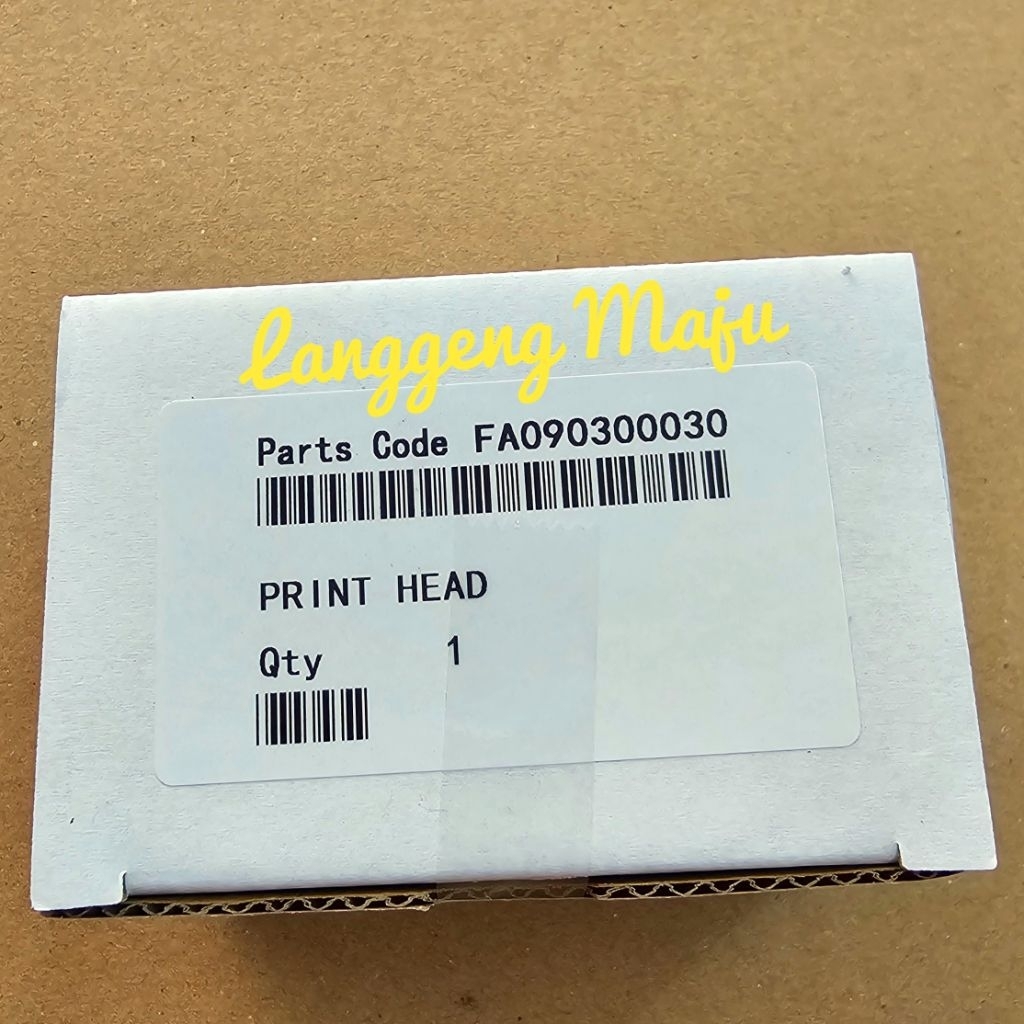 Langgeng Maju
Parts Code FA090300030
PRINT HEAD
Qty 1